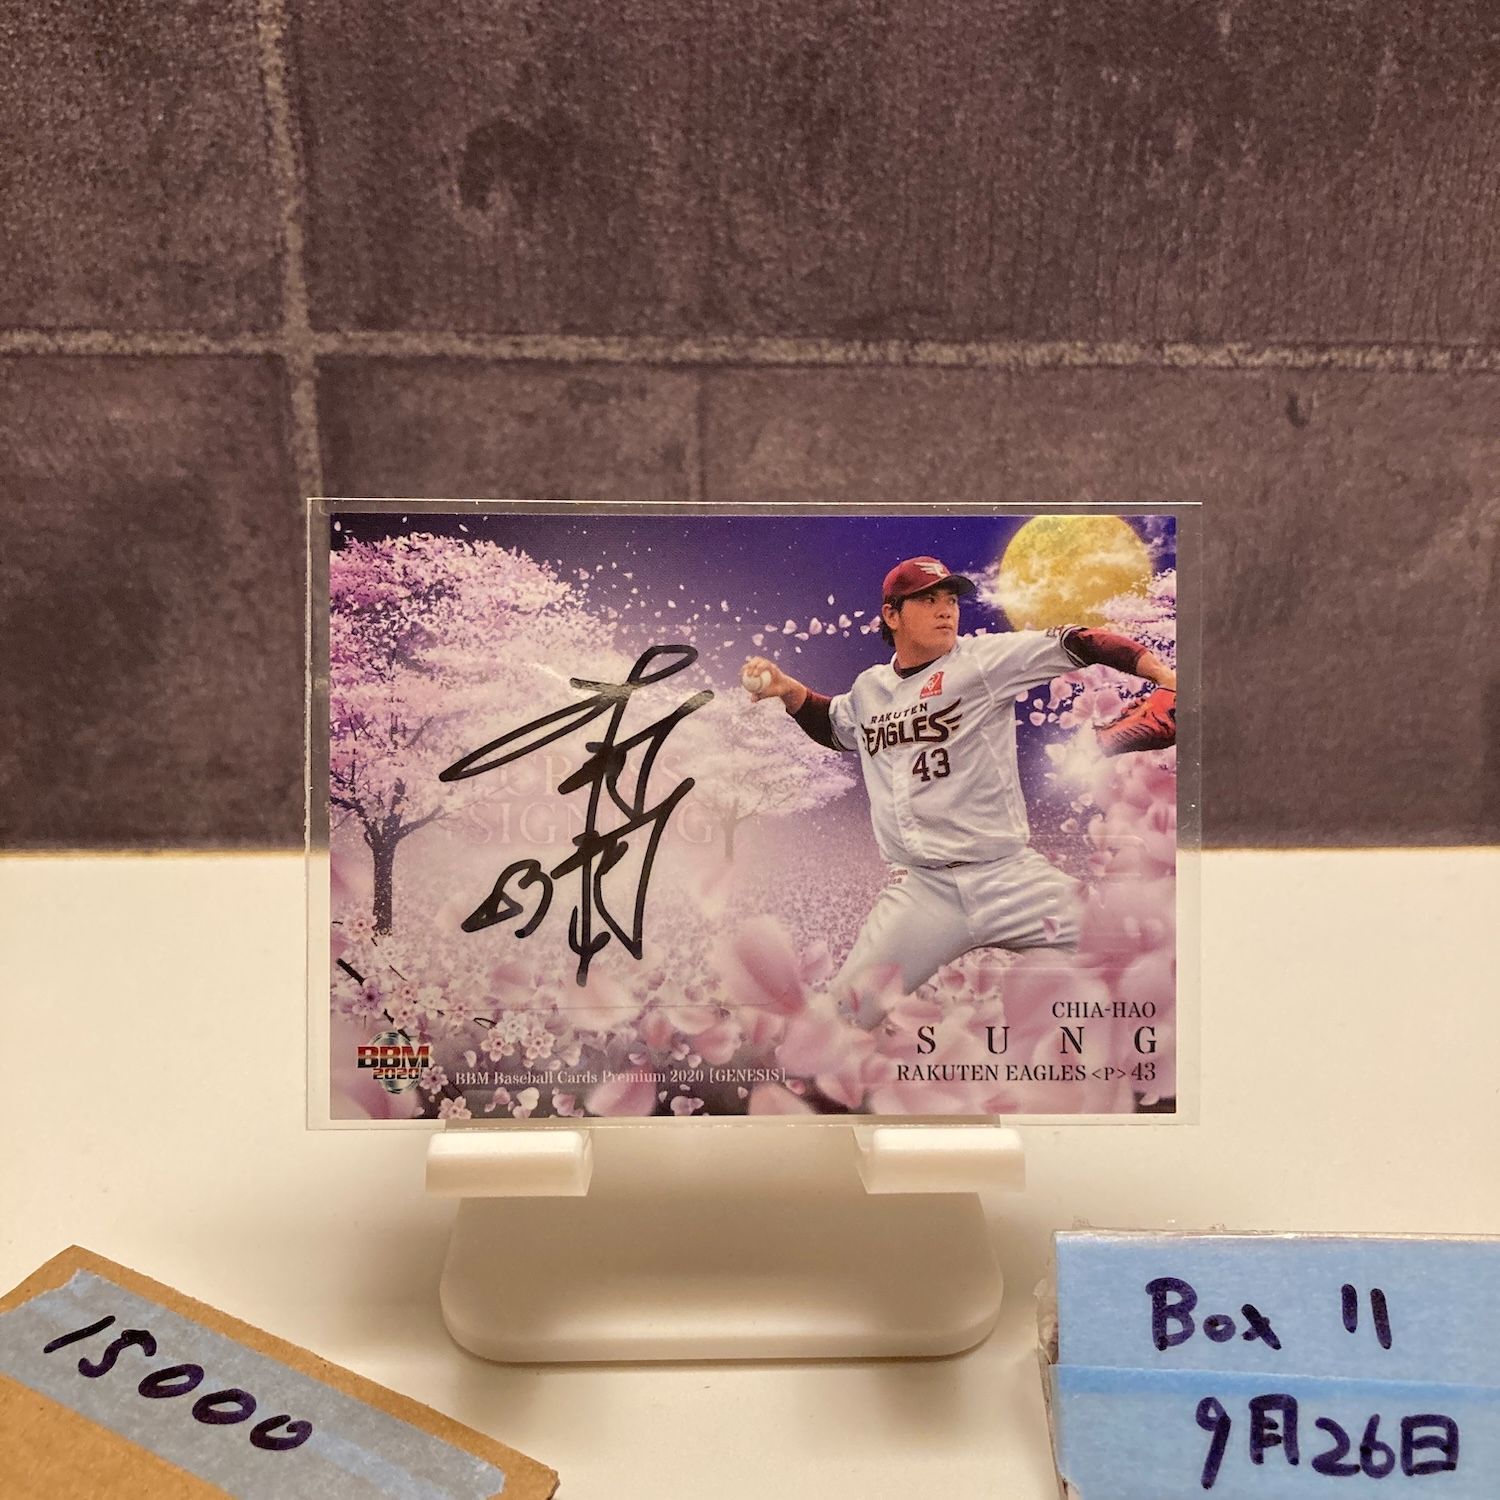 RAKUTEN
EAGLES
43
CHIA-HAO
SUNG
RAKUTEN EAGLES <P> 43
BBM
2020
BBM Baseball Cards Premium 2020 [GENESIS]
15000
Box 11
9月26日